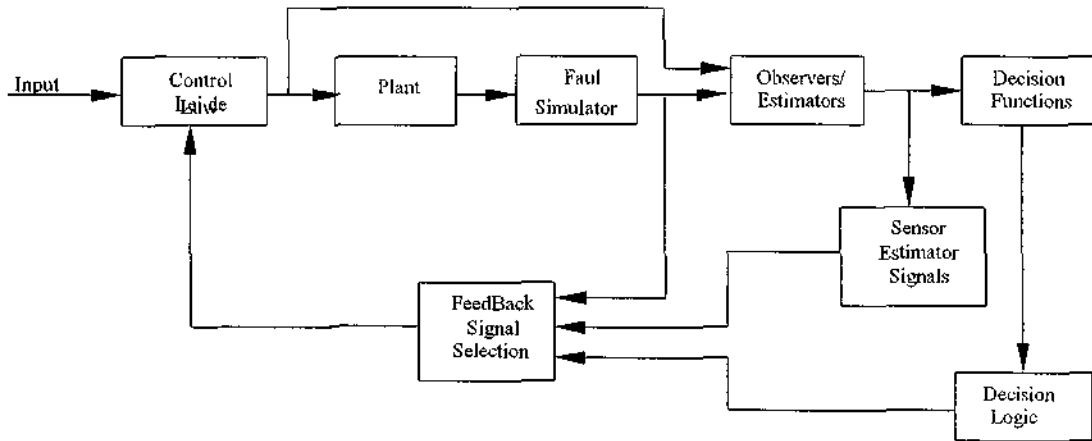 Input
Control
Plant
Faul
Simulator
Observers/
Estimators
Decision
Functions
Sensor
Estimator
Signals
FeedBack
Signal
Selection
Decision
Logic